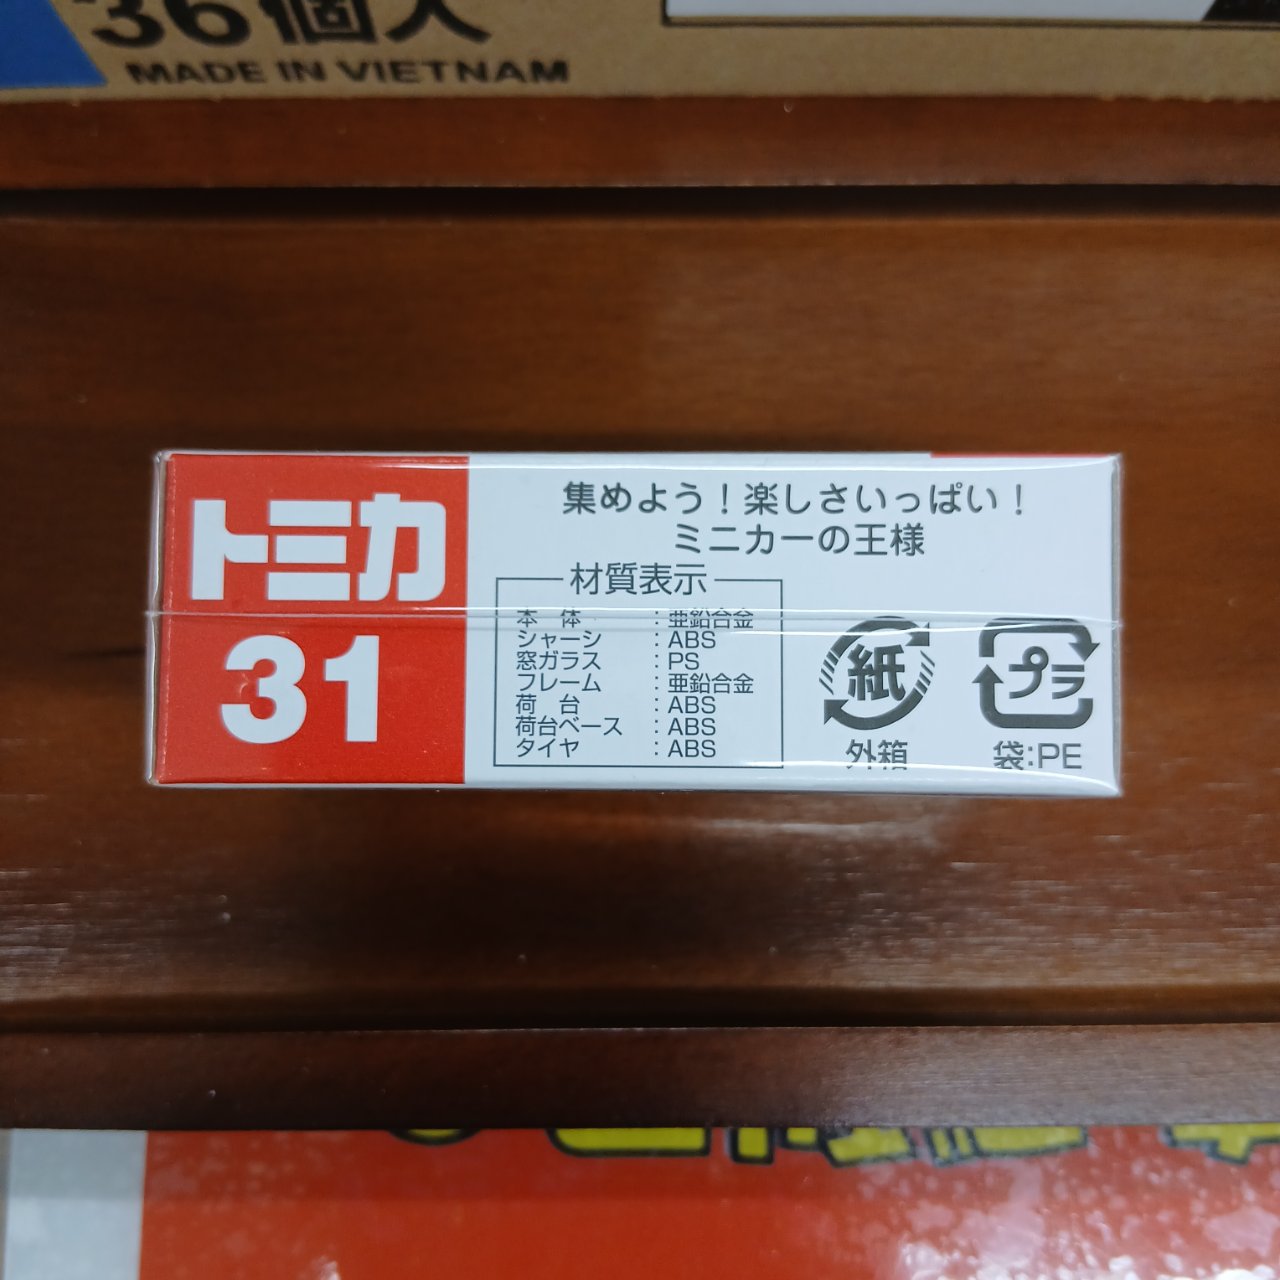 36個入
MADE IN VIETNAM
トミカ
31
集めよう！楽しさいっぱい！
ミニカーの王様
材質表示
本 体 : 亜鉛合金
シャーシ : ABS
窓ガラス : PS
フレーム : 亜鉛合金
荷 台 : ABS
荷台ベース : ABS
タイヤ : ABS
紙
外箱
プラ
袋:PE